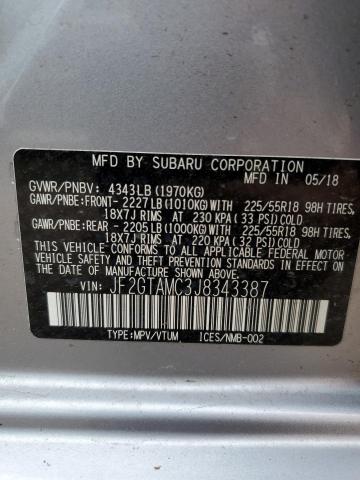 MFD BY SUBARU CORPORATION
MFD IN 05/18
GVWR/PNBV: 4343LB (1970KG)
GAWR/PNBE:FRONT- 2227LB(1010KG) WITH/AVEC 225/55R18 98H TIRES,
18X7J RIMS AT 230 KPA (33 PSI) COLD
GAWR/PNBE:REAR - 2205LB(1000KG) WITH/AVEC 225/55R18 98H TIRES,
18X7J RIMS AT 220 KPA (32 PSI) COLD
THIS VEHICLE CONFORMS TO ALL APPLICABLE FEDERAL MOTOR
VEHICLE SAFETY, BUMPER, AND THEFT PREVENTION STANDARDS
IN EFFECT ON THE DATE OF MANUFACTURE SHOWN ABOVE.
VIN: JF2GTAMC3J8343387
TYPE:MPV/VTUM ICES/NMB-002